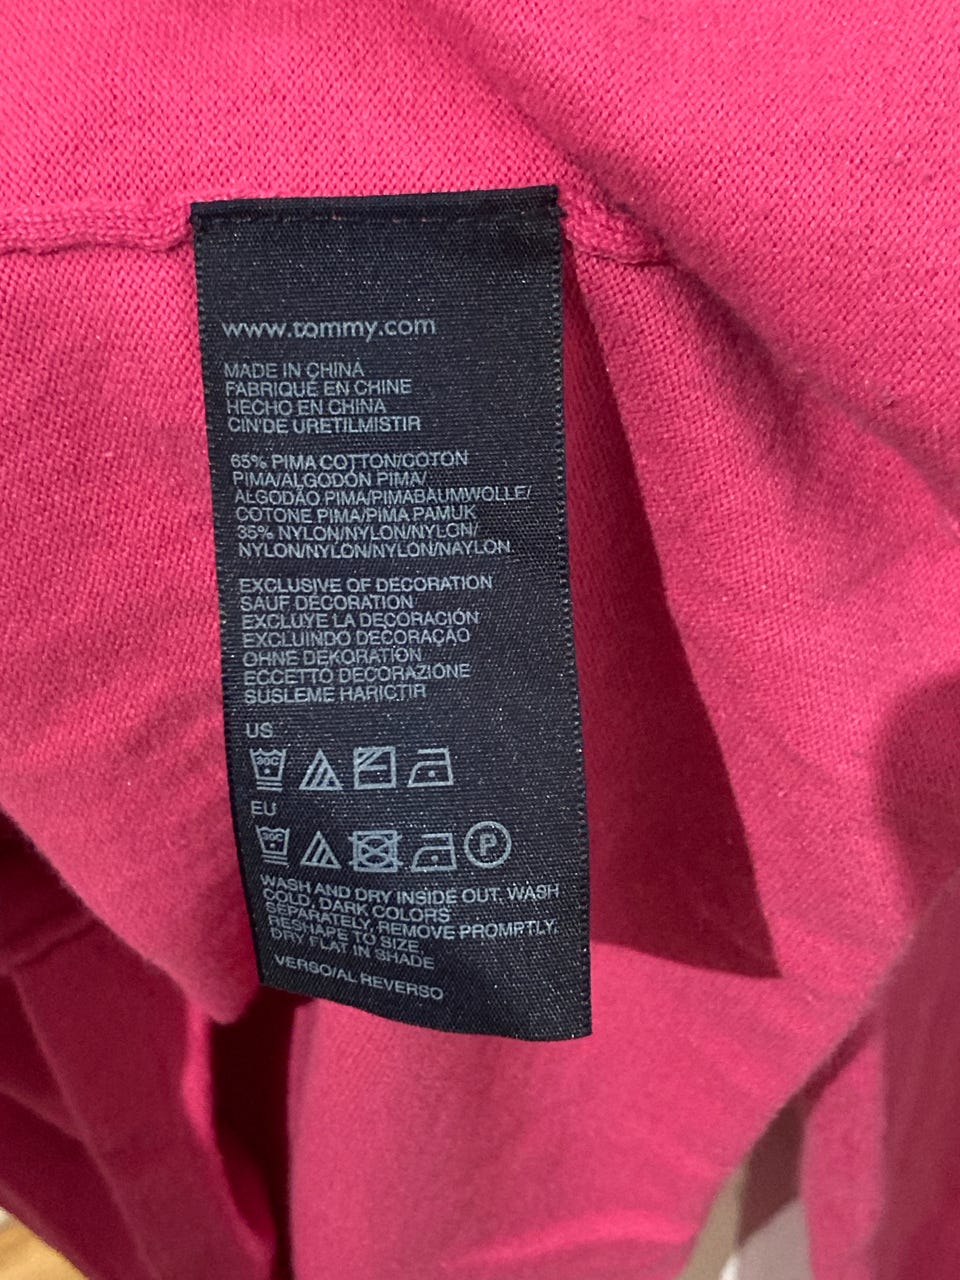 www.tommy.com
MADE IN CHINA
FABRIQUÉ EN CHINE
HECHO EN CHINA
CIN'DE URETILMISTIR
65% PIMA COTTON/COTON
PIMA/ALGODÓN PIMA/
ALGODÃO PIMA/PIMABAUMWOLLE/
COTONE PIMA/PIMA PAMUK
35% NYLON/NYLON/NYLON/
NYLON/NYLON/NYLON/NAYLON
EXCLUSIVE OF DECORATION
SAUF DÉCORATION
EXCLUYE LA DECORACIÓN
EXCLUINDO DECORAÇÃO
OHNE DEKORATION
ECCETTO DECORAZIONE
SUSLEME HARICTIR
US
30C
EU
30C P
WASH AND DRY INSIDE OUT, WASH
COLD, DARK COLORS
SEPARATELY, REMOVE PROMPTLY,
RESHAPE TO SIZE
DRY FLAT IN SHADE
VERSO/AL REVERSO